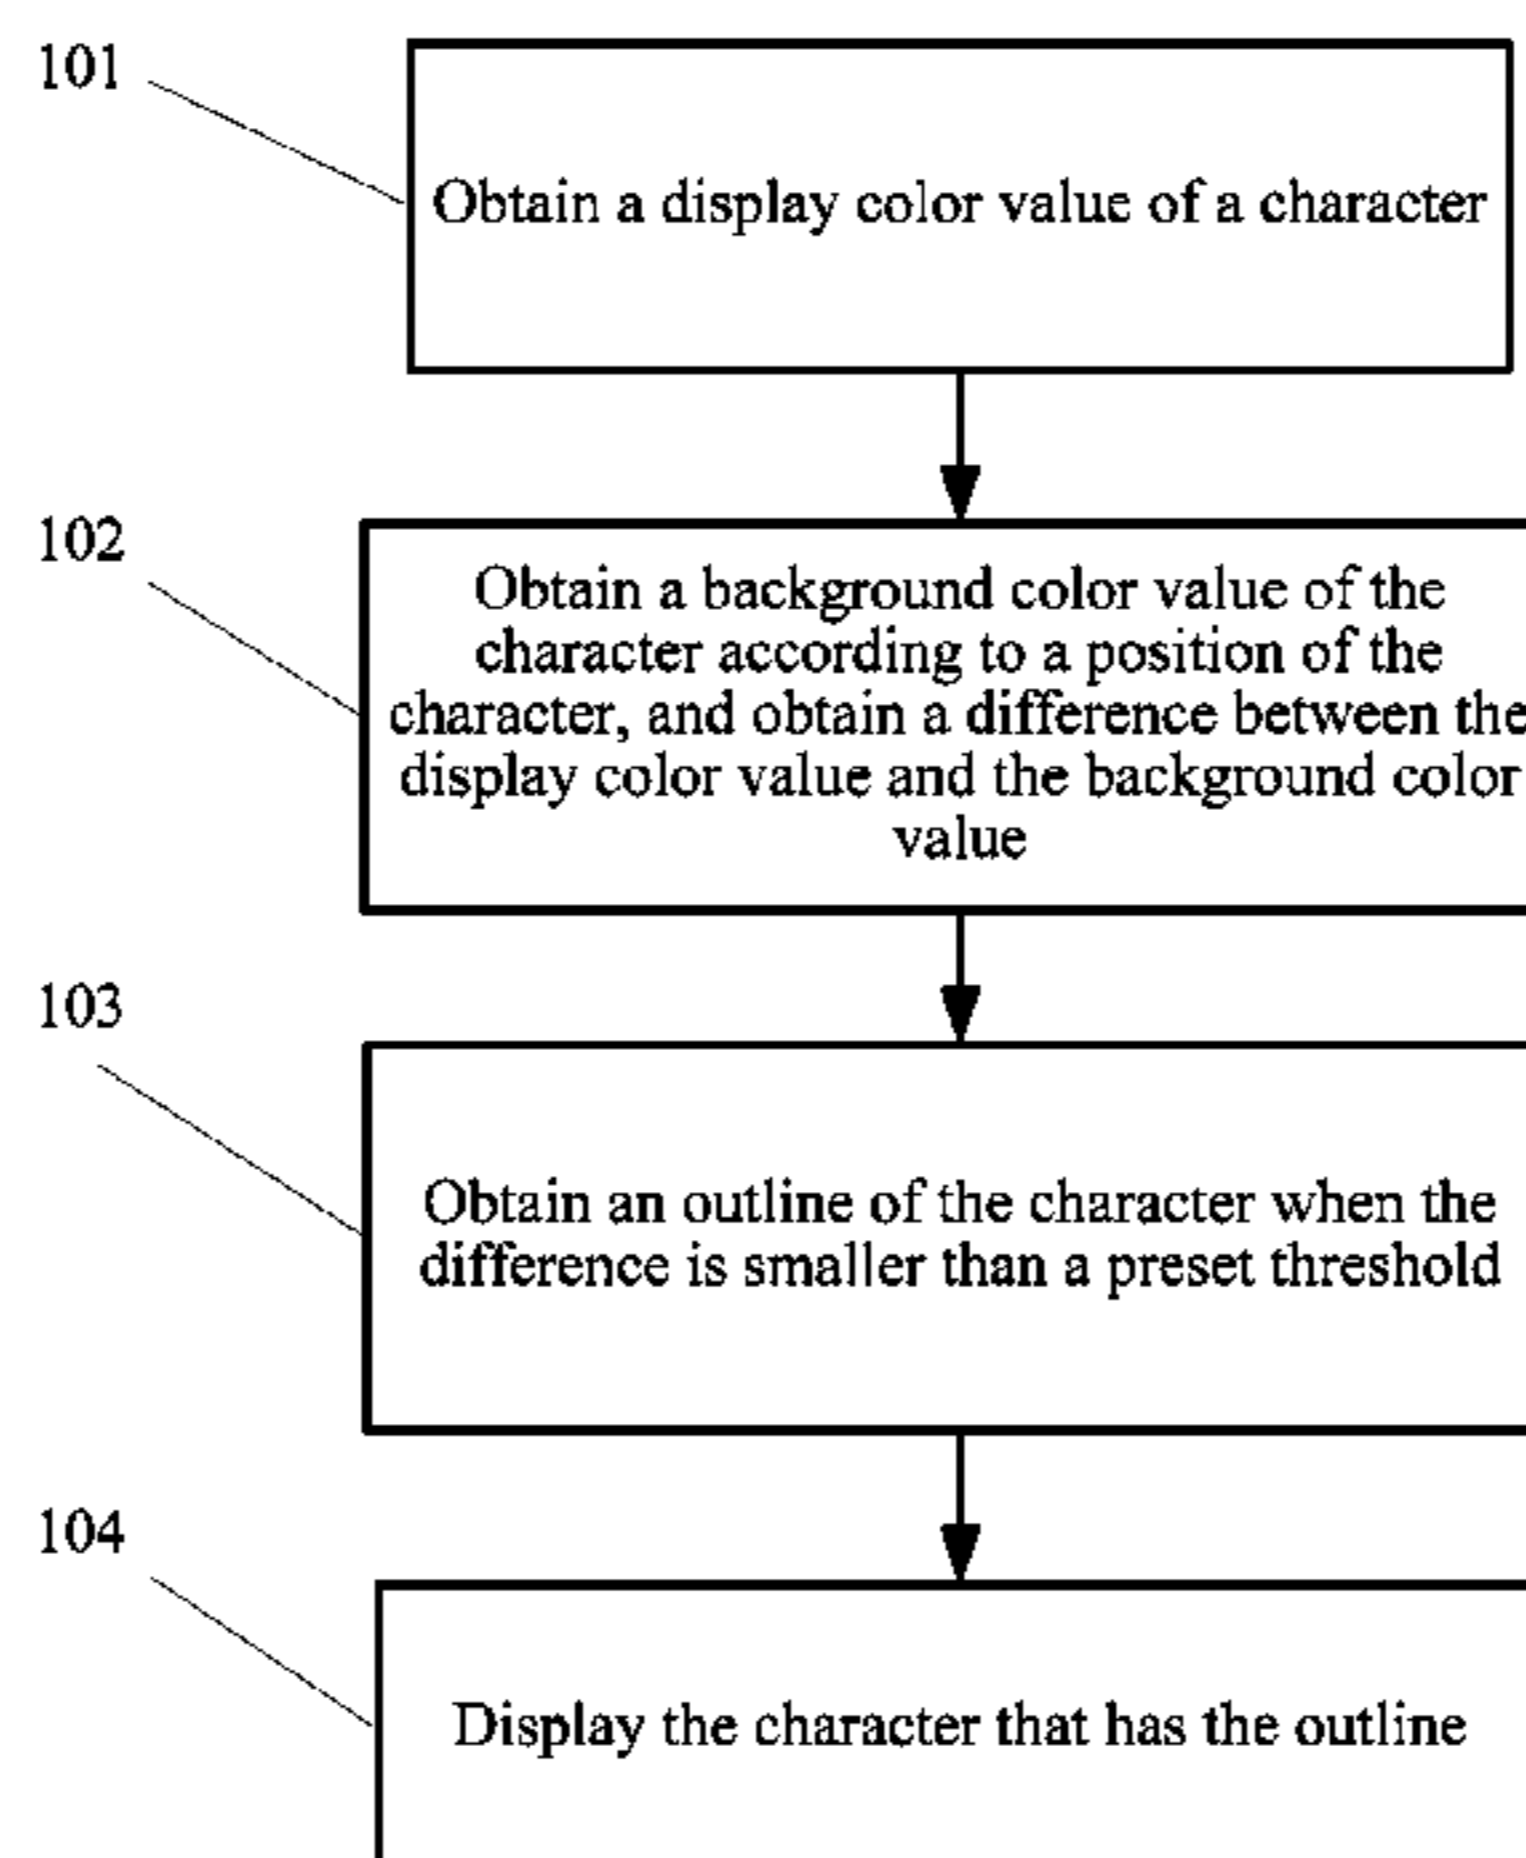 101
Obtain a display color value of a character
102
Obtain a background color value of the
character according to a position of the
character, and obtain a difference between the
display color value and the background color
value
103
Obtain an outline of the character when the
difference is smaller than a preset threshold
104
Display the character that has the outline